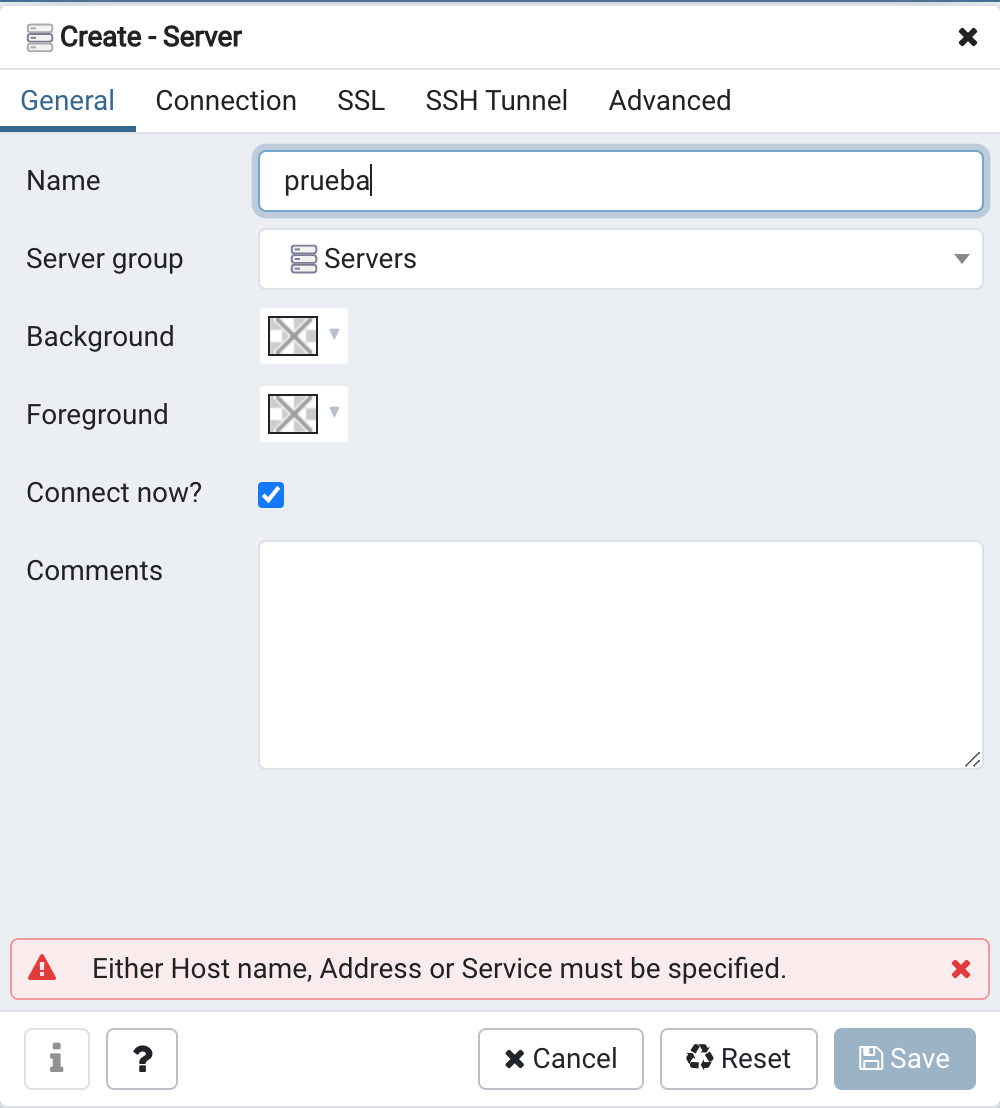 Create - Server
General Connection SSL SSH Tunnel Advanced
Name prueba
Server group Servers
Background
Foreground
Connect now?
Comments
Either Host name, Address or Service must be specified.
Cancel Reset Save